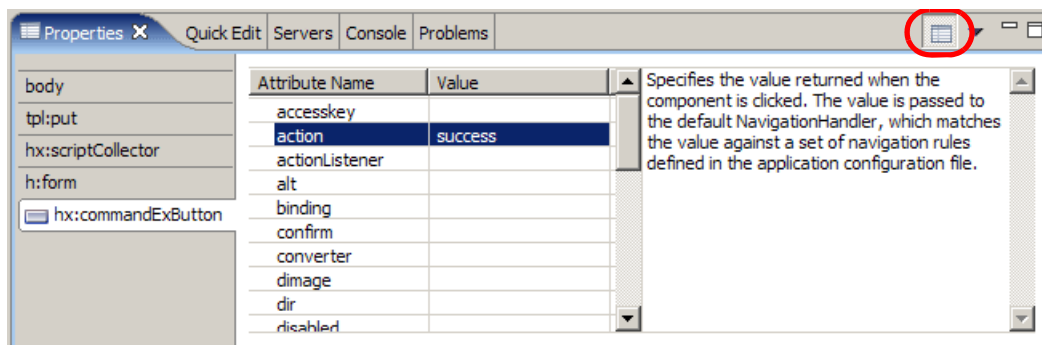 Properties Quick Edit Servers Console Problems
body
tpl:put
hx:scriptCollector
h:form
hx:commandExButton
Attribute Name Value
accesskey
action success
actionListener
alt
binding
confirm
converter
dimage
dir
disabled
Specifies the value returned when the
component is clicked. The value is passed to
the default NavigationHandler, which matches
the value against a set of navigation rules
defined in the application configuration file.